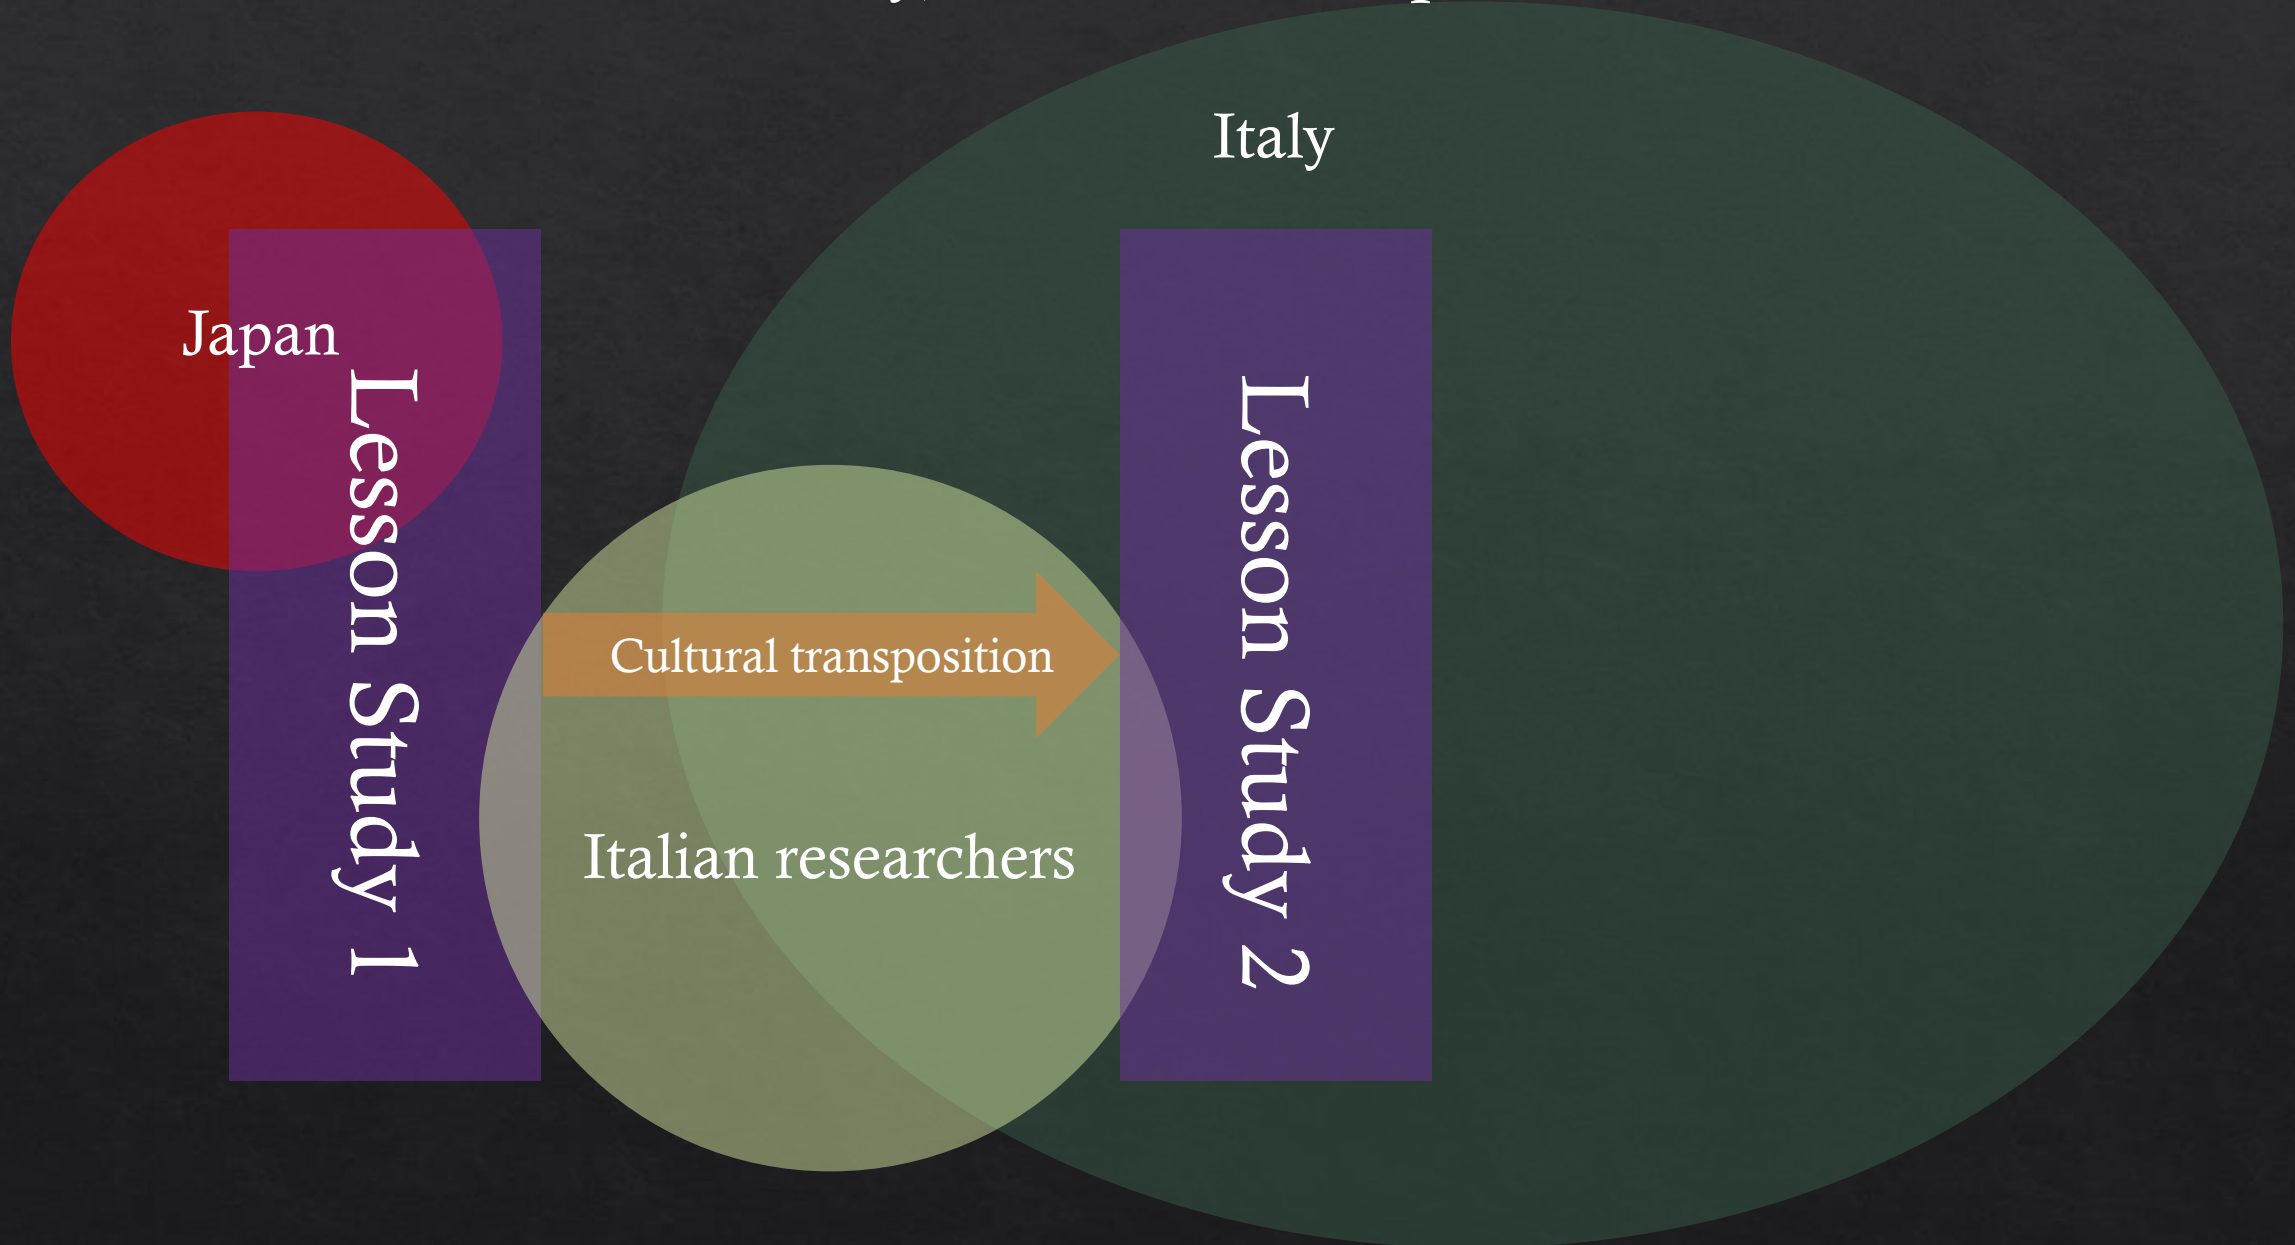 Italy
Japan
Lesson Study 1
Lesson Study 2
Cultural transposition
Italian researchers